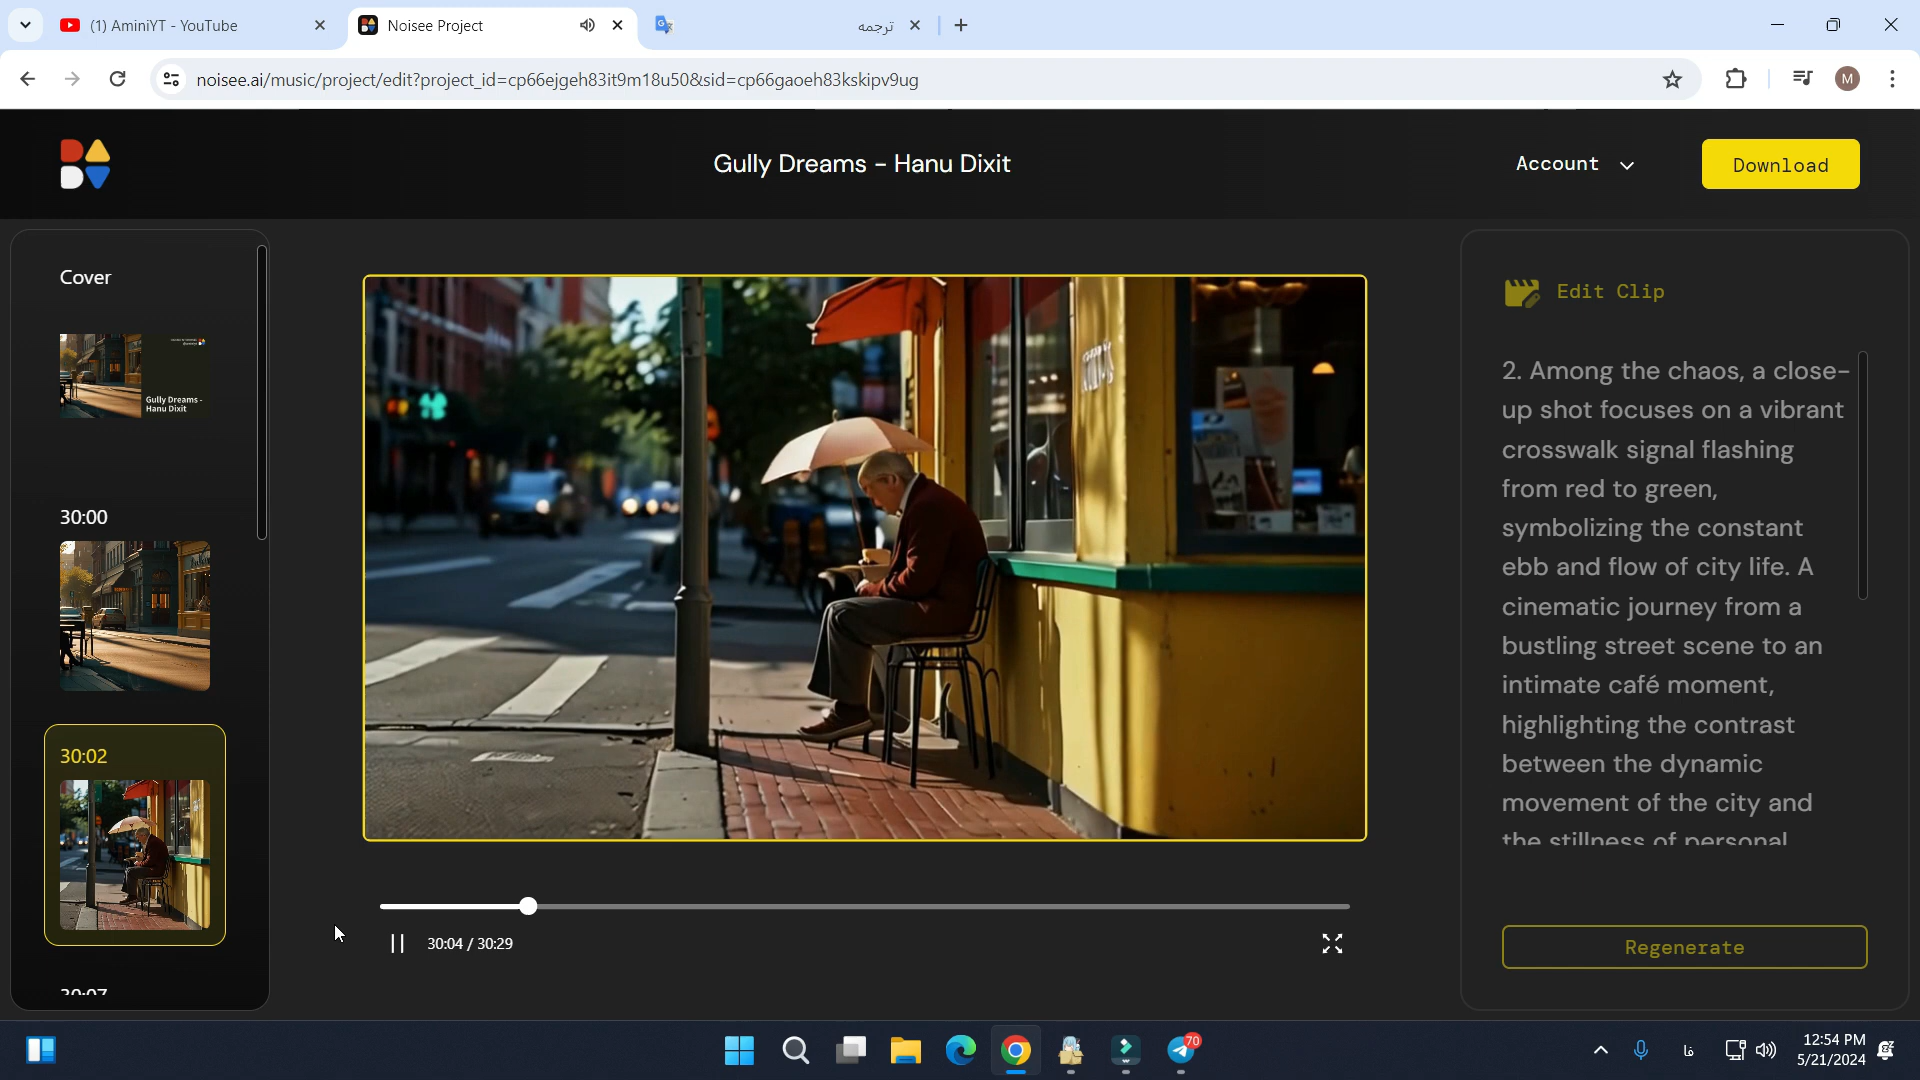 (1) AminiYT - YouTube
Noisee Project
ترجمه
noisee.ai/music/project/edit?project_id=cp66ejgeh83it9m18u50&sid=cp66gaoeh83kskipv9ug
M
Gully Dreams - Hanu Dixit
Account
Download
Cover
Gully Dreams -
Hanu Dixit
30:00
30:02
30:07
30:04 / 30:29
Edit Clip
2. Among the chaos, a close-
up shot focuses on a vibrant
crosswalk signal flashing
from red to green,
symbolizing the constant
ebb and flow of city life. A
cinematic journey from a
bustling street scene to an
intimate café moment,
highlighting the contrast
between the dynamic
movement of the city and
the stillness of personal
Regenerate
70
فا
12:54 PM
5/21/2024